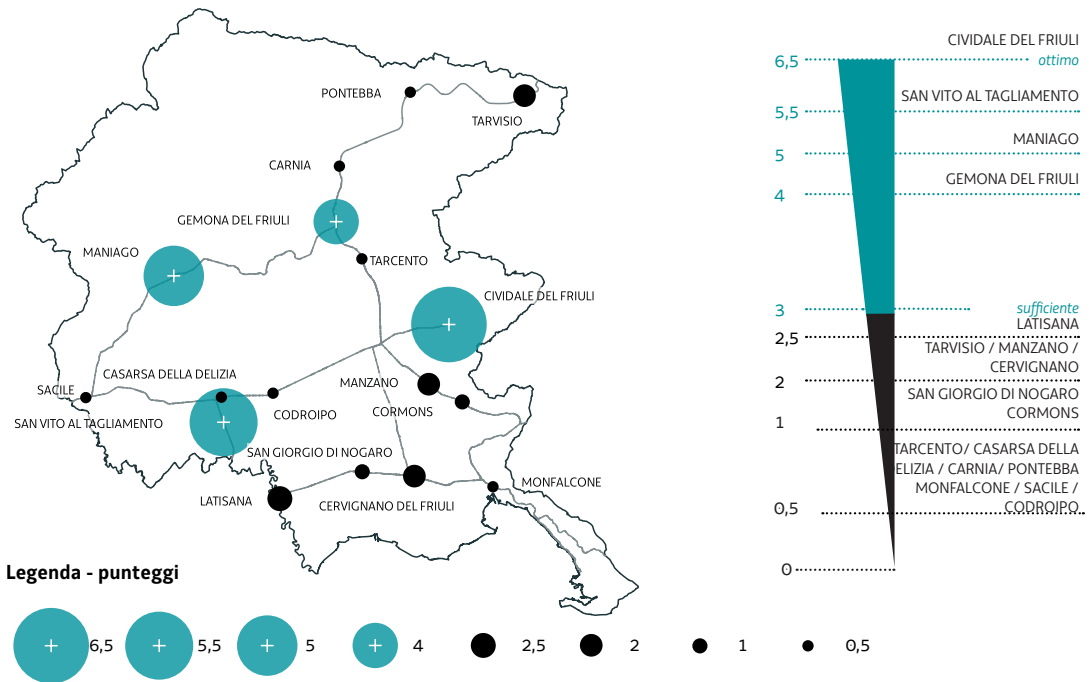 PONTEBBA
TARVISIO
CARNIA
GEMONA DEL FRIULI
MANIAGO
TARCENTO
CIVIDALE DEL FRIULI
CASARSA DELLA DELIZIA
SACILE
MANZANO
CODROIPO
CORMONS
SAN VITO AL TAGLIAMENTO
SAN GIORGIO DI NOGARO
LATISANA
CERVIGNANO DEL FRIULI
MONFALCONE
CIVIDALE DEL FRIULI
6,5 ottimo
SAN VITO AL TAGLIAMENTO
5,5
MANIAGO
5
GEMONA DEL FRIULI
4
3 sufficiente
LATISANA
2,5
TARVISIO / MANZANO /
CERVIGNANO
2
SAN GIORGIO DI NOGARO
CORMONS
1
TARCENTO/ CASARSA DELLA
ELIZIA / CARNIA/ PONTEBBA
MONFALCONE / SACILE /
CODROIPO
0,5
0
Legenda - punteggi
6,5 5,5 5 4 2,5 2 1 0,5